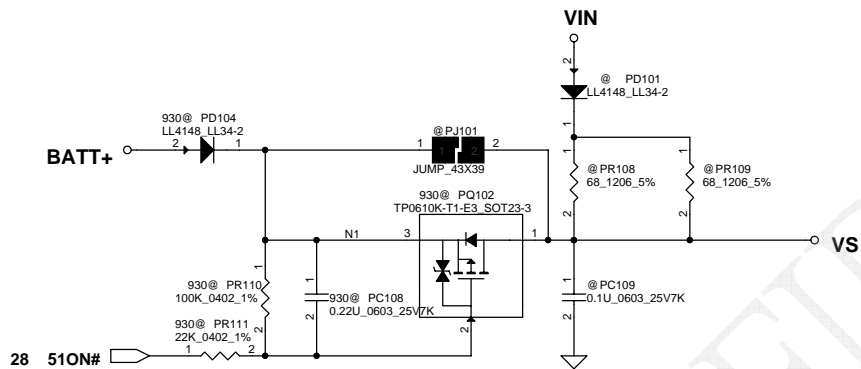 VIN
2
@ PD101
LL4148_LL34-2
1
930@ PD104
LL4148_LL34-2
BATT+
2
1
@PJ101
1
1
2
2
JUMP_43X39
1
@PR108
68_1206_5%
2
1
@PR109
68_1206_5%
2
930@ PQ102
TP0610K-T1-E3_SOT23-3
N1
3
1
VS
1
930@ PR110
100K_0402_1%
2
1
930@ PC108
0.22U_0603_25V7K
2
2
1
@PC109
0.1U_0603_25V7K
2
930@ PR111
22K_0402_1%
28 51ON#
1
2